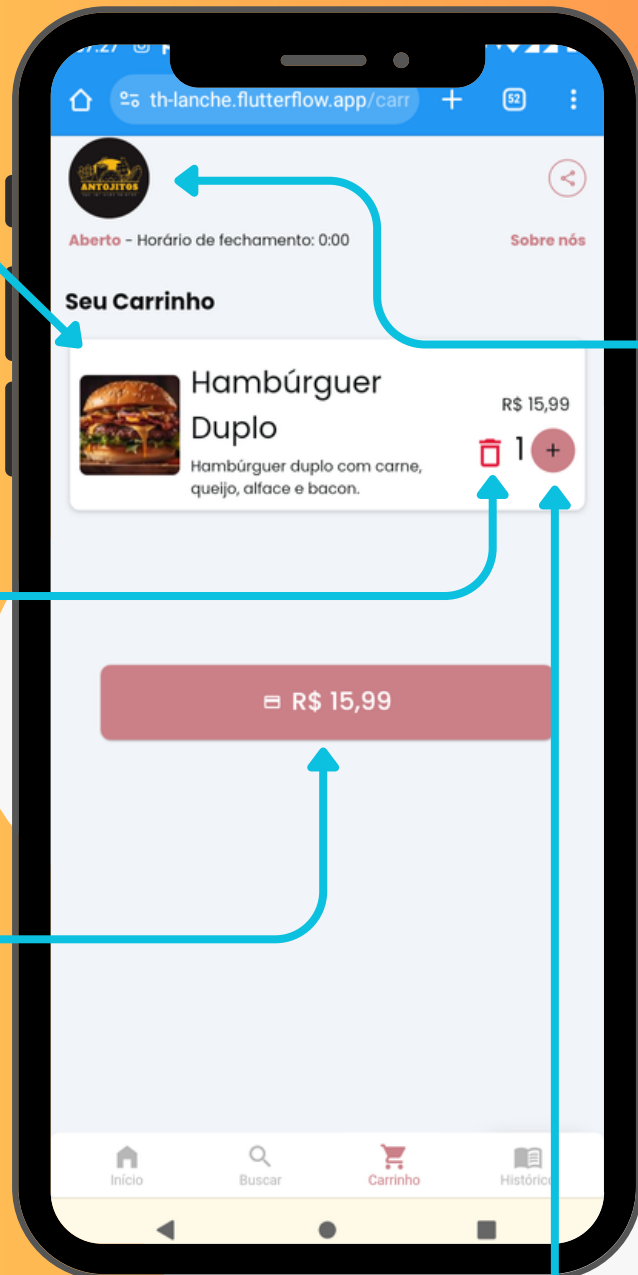 th-lanche.flutterflow.app/carr
52
ANTOJITOS
Aberto - Horário de fechamento: 0:00
Sobre nós
Seu Carrinho
Hambúrguer
Duplo
R$ 15,99
1 +
Hambúrguer duplo com carne,
queijo, alface e bacon.
R$ 15,99
Início
Buscar
Carrinho
Históric